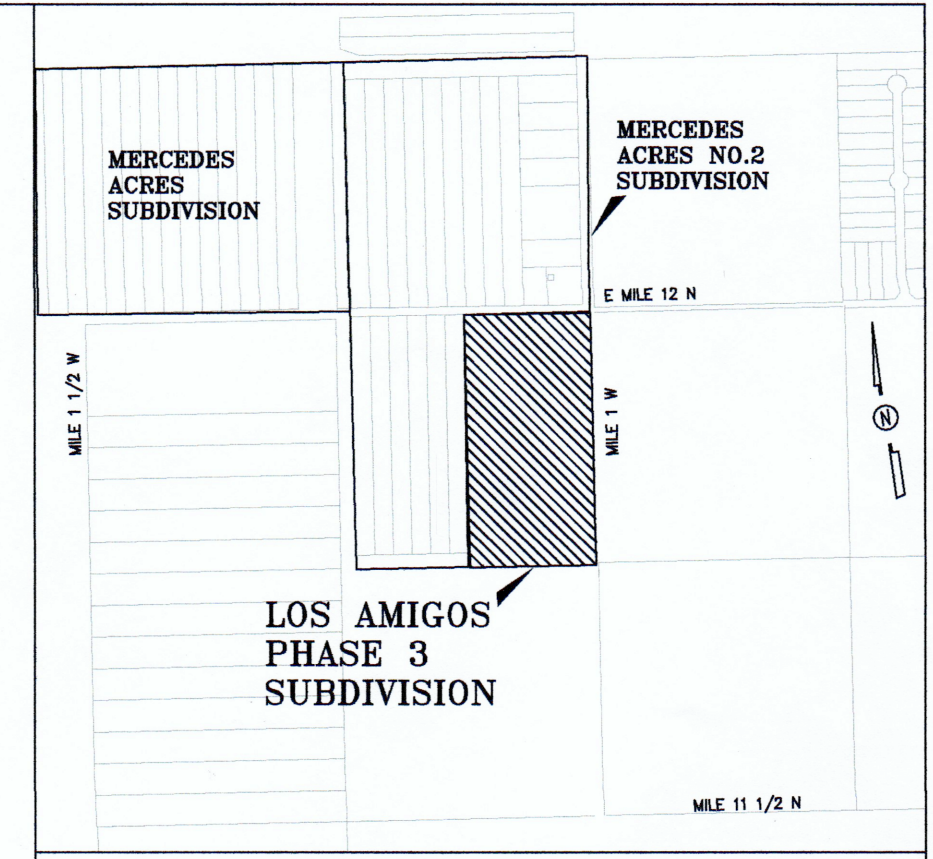 MERCEDES
ACRES
SUBDIVISION
MERCEDES
ACRES NO.2
SUBDIVISION
E MILE 12 N
MILE 1 1/2 W
MILE 1 W
N
LOS AMIGOS
PHASE 3
SUBDIVISION
MILE 11 1/2 N